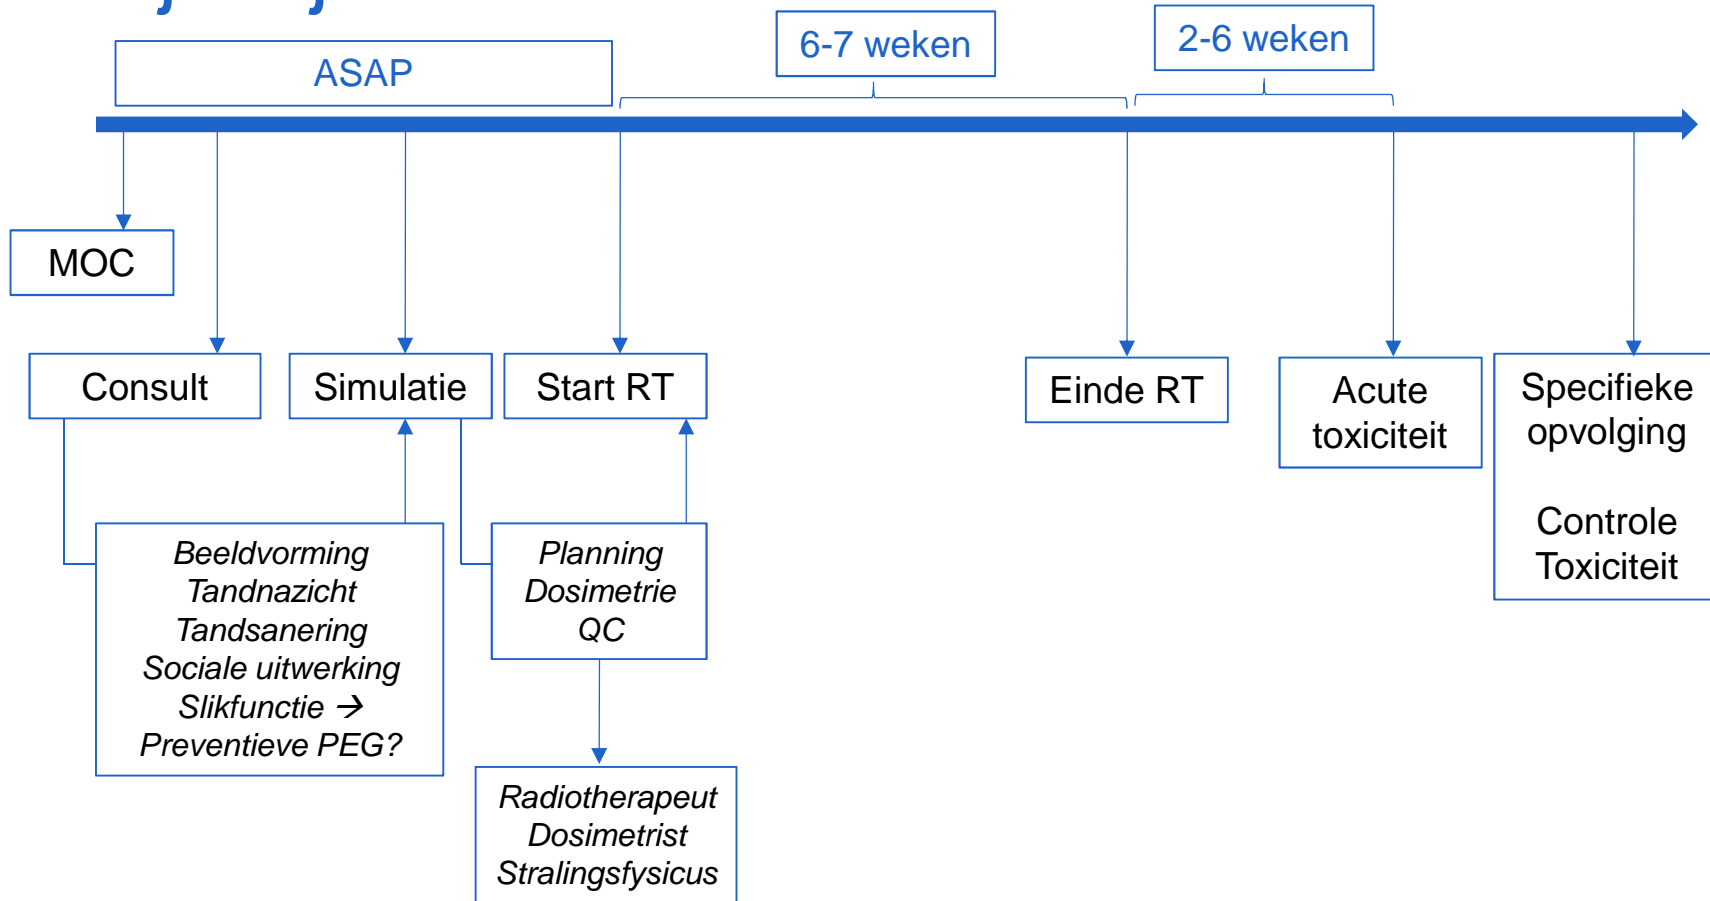 ASAP
6-7 weken
2-6 weken
MOC
Consult
Simulatie
Start RT
Einde RT
Acute
toxiciteit
Specifieke
opvolging
Controle
Toxiciteit
Beeldvorming
Tandnazicht
Tandsanering
Sociale uitwerking
Slikfunctie →
Preventieve PEG?
Planning
Dosimetrie
QC
Radiotherapeut
Dosimetrist
Stralingsfysicus